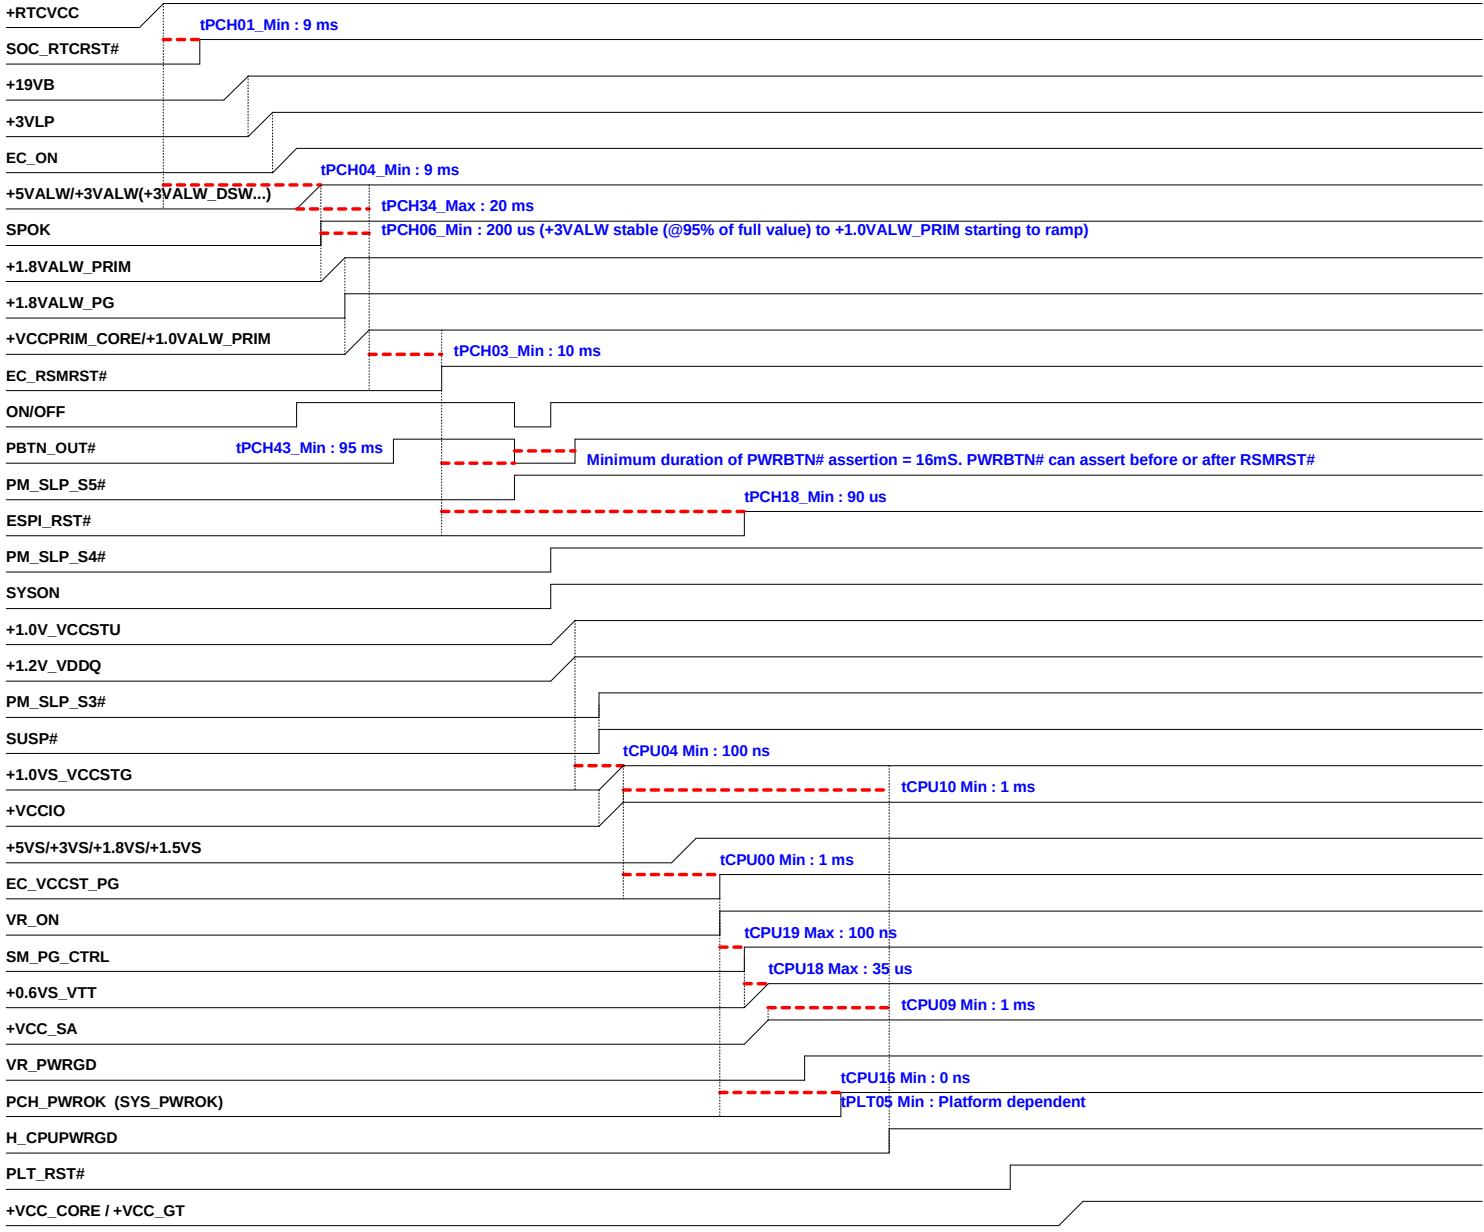 +RTCVCC
tPCH01_Min : 9 ms
SOC_RTCRST#
+19VB
+3VLP
EC_ON
tPCH04_Min : 9 ms
+5VALW/+3VALW(+3VALW_DSW...)
tPCH34_Max : 20 ms
SPOK
tPCH06_Min : 200 us (+3VALW stable (@95% of full value) to +1.0VALW_PRIM starting to ramp)
+1.8VALW_PRIM
+1.8VALW_PG
+VCCPRIM_CORE/+1.0VALW_PRIM
tPCH03_Min : 10 ms
EC_RSMRST#
ON/OFF
PBTN_OUT#
tPCH43_Min : 95 ms
Minimum duration of PWRBTN# assertion = 16mS. PWRBTN# can assert before or after RSMRST#
PM_SLP_S5#
tPCH18_Min : 90 us
ESPI_RST#
PM_SLP_S4#
SYSON
+1.0V_VCCSTU
+1.2V_VDDQ
PM_SLP_S3#
SUSP#
tCPU04 Min : 100 ns
+1.0VS_VCCSTG
tCPU10 Min : 1 ms
+VCCIO
+5VS/+3VS/+1.8VS/+1.5VS
tCPU00 Min : 1 ms
EC_VCCST_PG
VR_ON
tCPU19 Max : 100 ns
SM_PG_CTRL
tCPU18 Max : 35 us
+0.6VS_VTT
tCPU09 Min : 1 ms
+VCC_SA
VR_PWRGD
tCPU16 Min : 0 ns
PCH_PWROK (SYS_PWROK)
tPLT05 Min : Platform dependent
H_CPUPWRGD
PLT_RST#
+VCC_CORE / +VCC_GT